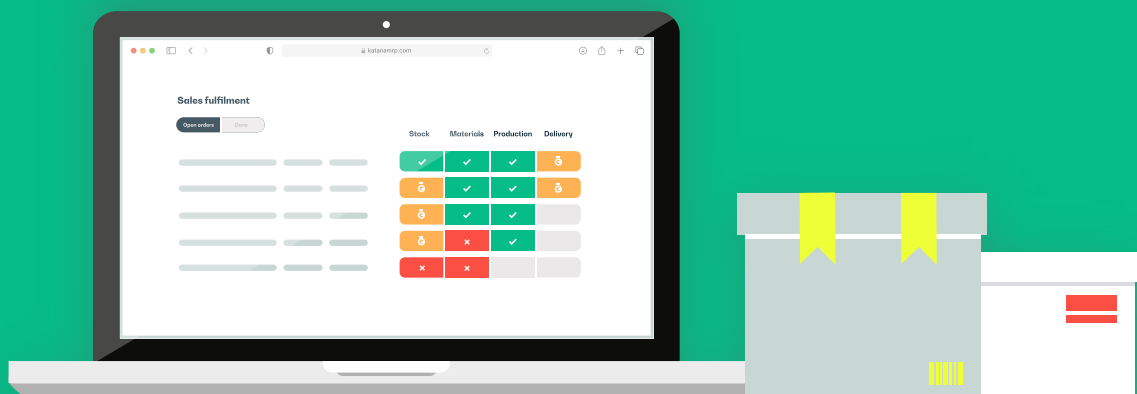 katanamrp.com
Sales fulfilment
Open orders Done
Stock Materials Production Delivery